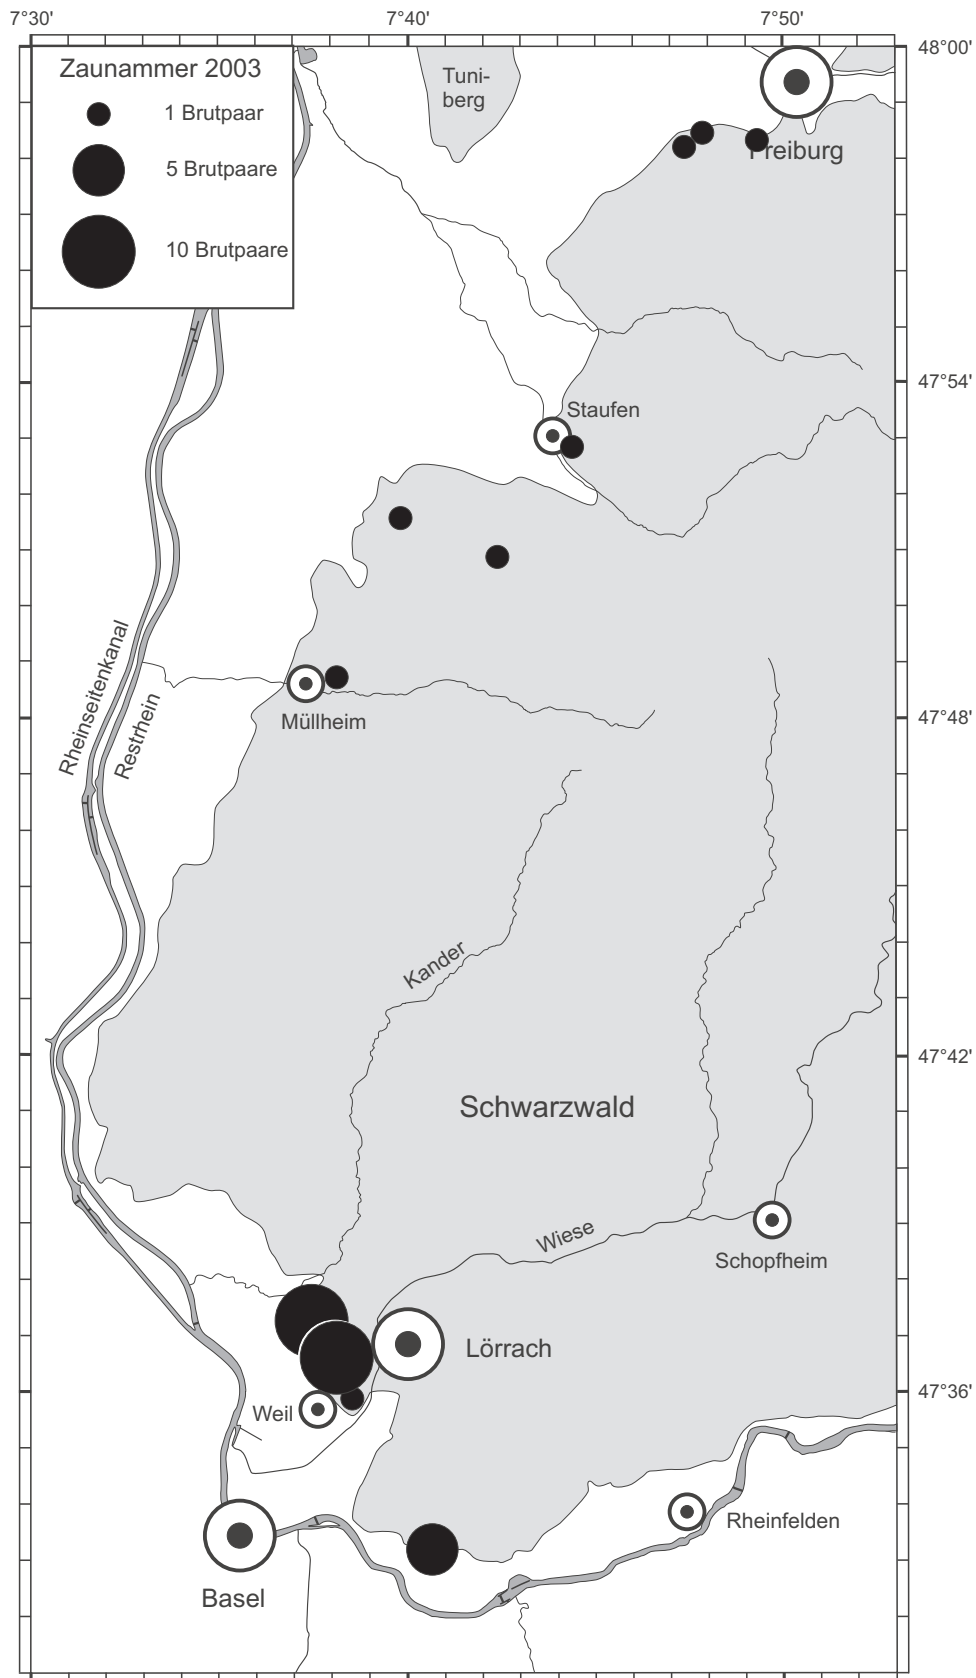 7°30'
7°40'
7°50'
48°00'
Zaunammer 2003
1 Brutpaar
5 Brutpaare
10 Brutpaare
Tuni-
berg
Freiburg
47°54'
Staufen
Rheinseitenkanal
Restrhein
Müllheim
47°48'
Kander
47°42'
Schwarzwald
Wiese
Schopfheim
Lörrach
47°36'
Weil
Rheinfelden
Basel